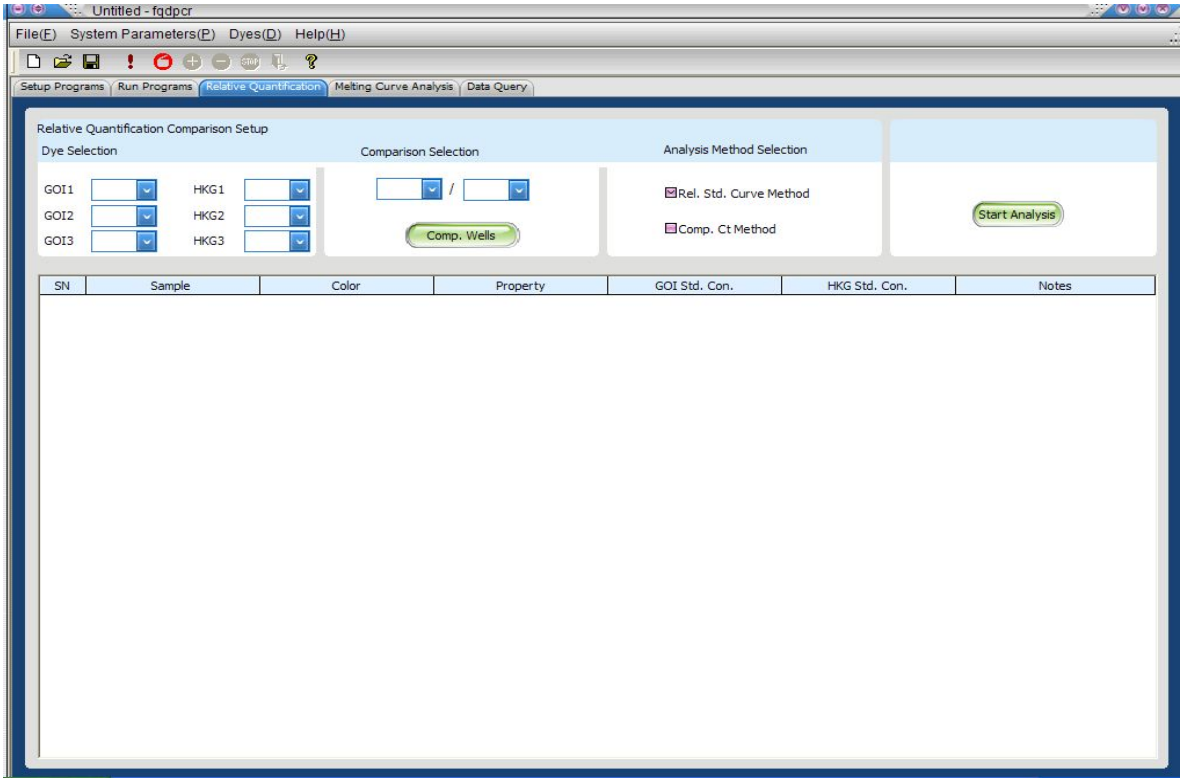 Untitled - fqdpcr
File(F) System Parameters(P) Dyes(D) Help(H)
STOP
Setup Programs Run Programs Relative Quantification Melting Curve Analysis Data Query
Relative Quantification Comparison Setup
Dye Selection Comparison Selection Analysis Method Selection
GOI1 HKG1 / Rel. Std. Curve Method
GOI2 HKG2 Start Analysis
GOI3 HKG3 Comp. Wells Comp. Ct Method
SN Sample Color Property GOI Std. Con. HKG Std. Con. Notes